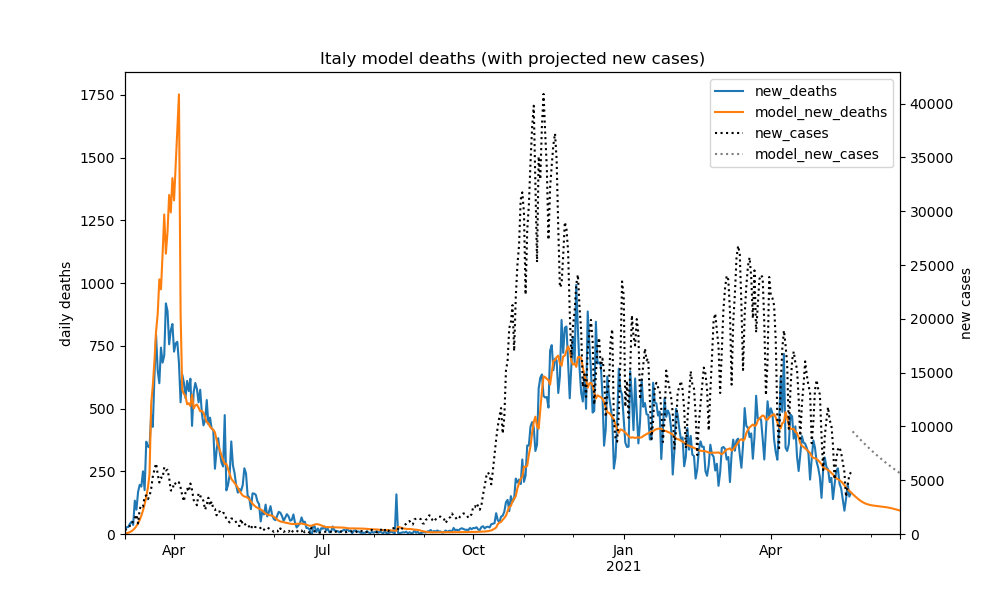 Italy model deaths (with projected new cases)
new_deaths
model_new_deaths
new_cases
model_new_cases
daily deaths
1750
1500
1250
1000
750
500
250
0
new cases
40000
35000
30000
25000
20000
15000
10000
5000
0
Apr Jul Oct Jan Apr
2021